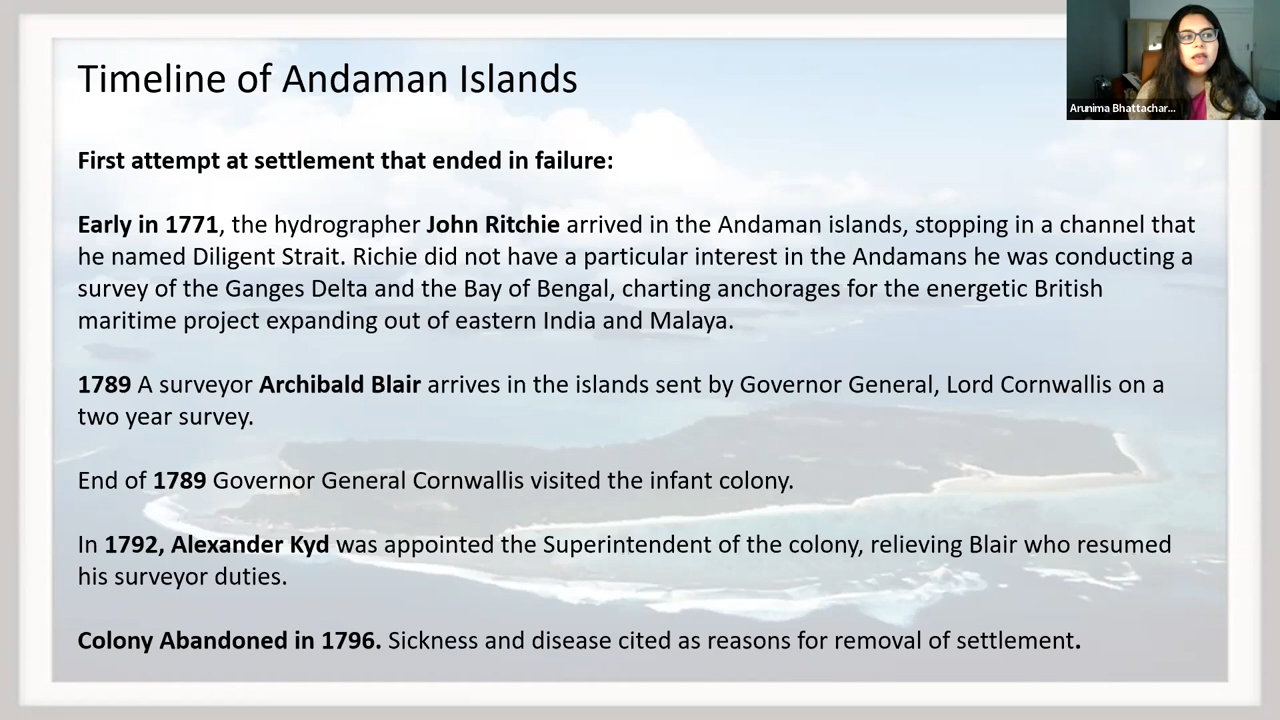 Timeline of Andaman Islands
Arunima Bhattachar...
First attempt at settlement that ended in failure:
Early in 1771, the hydrographer John Ritchie arrived in the Andaman islands, stopping in a channel that
he named Diligent Strait. Richie did not have a particular interest in the Andamans he was conducting a
survey of the Ganges Delta and the Bay of Bengal, charting anchorages for the energetic British
maritime project expanding out of eastern India and Malaya.
1789 A surveyor Archibald Blair arrives in the islands sent by Governor General, Lord Cornwallis on a
two year survey.
End of 1789 Governor General Cornwallis visited the infant colony.
In 1792, Alexander Kyd was appointed the Superintendent of the colony, relieving Blair who resumed
his surveyor duties.
Colony Abandoned in 1796. Sickness and disease cited as reasons for removal of settlement.